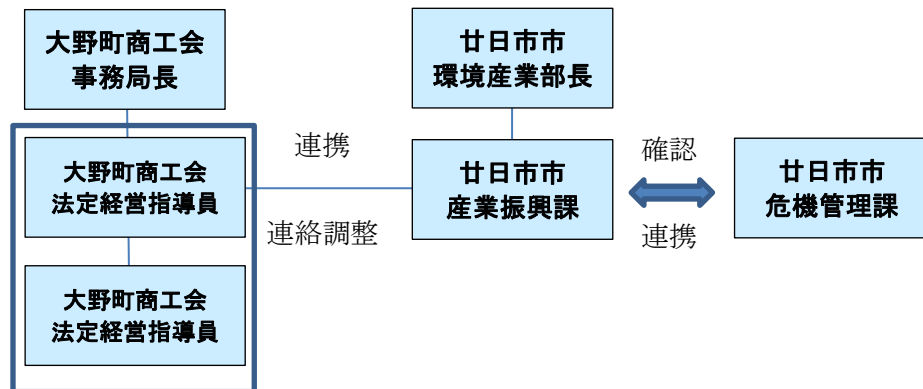 大野町商工会
事務局長
廿日市市
環境産業部長
大野町商工会
法定経営指導員
連携
連絡調整
廿日市市
産業振興課
確認
連携
廿日市市
危機管理課
大野町商工会
法定経営指導員